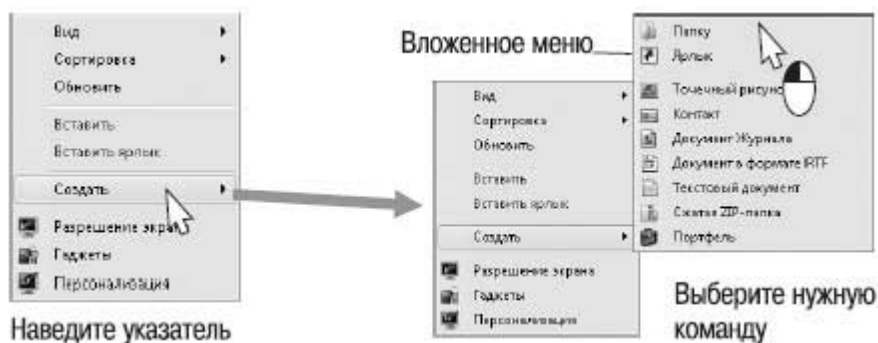 Вид
Сортировка
Обновить
Вставить
Вставить ярлык
Создать
Разрешение экран
Гаджеты
Персонализация
Наведите указатель
Вложенное меню
Вид
Сортировка
Обновить
Вставить
Вставить ярлык
Создать
Разрешение экрана
Гаджеты
Персонализация
Папку
Ярлык
Точечный рисуно
Контакт
Документ Журнала
Документ в формате RTF
Текстовый документ
Сжатая ZIP-папка
Портфель
Выберите нужную
команду